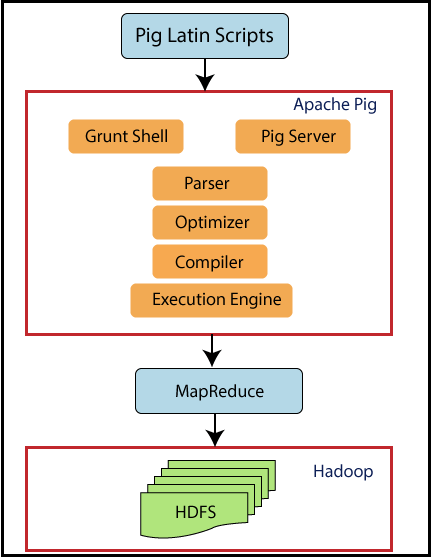 Pig Latin Scripts
Apache Pig
Grunt Shell
Pig Server
Parser
Optimizer
Compiler
Execution Engine
MapReduce
Hadoop
HDFS